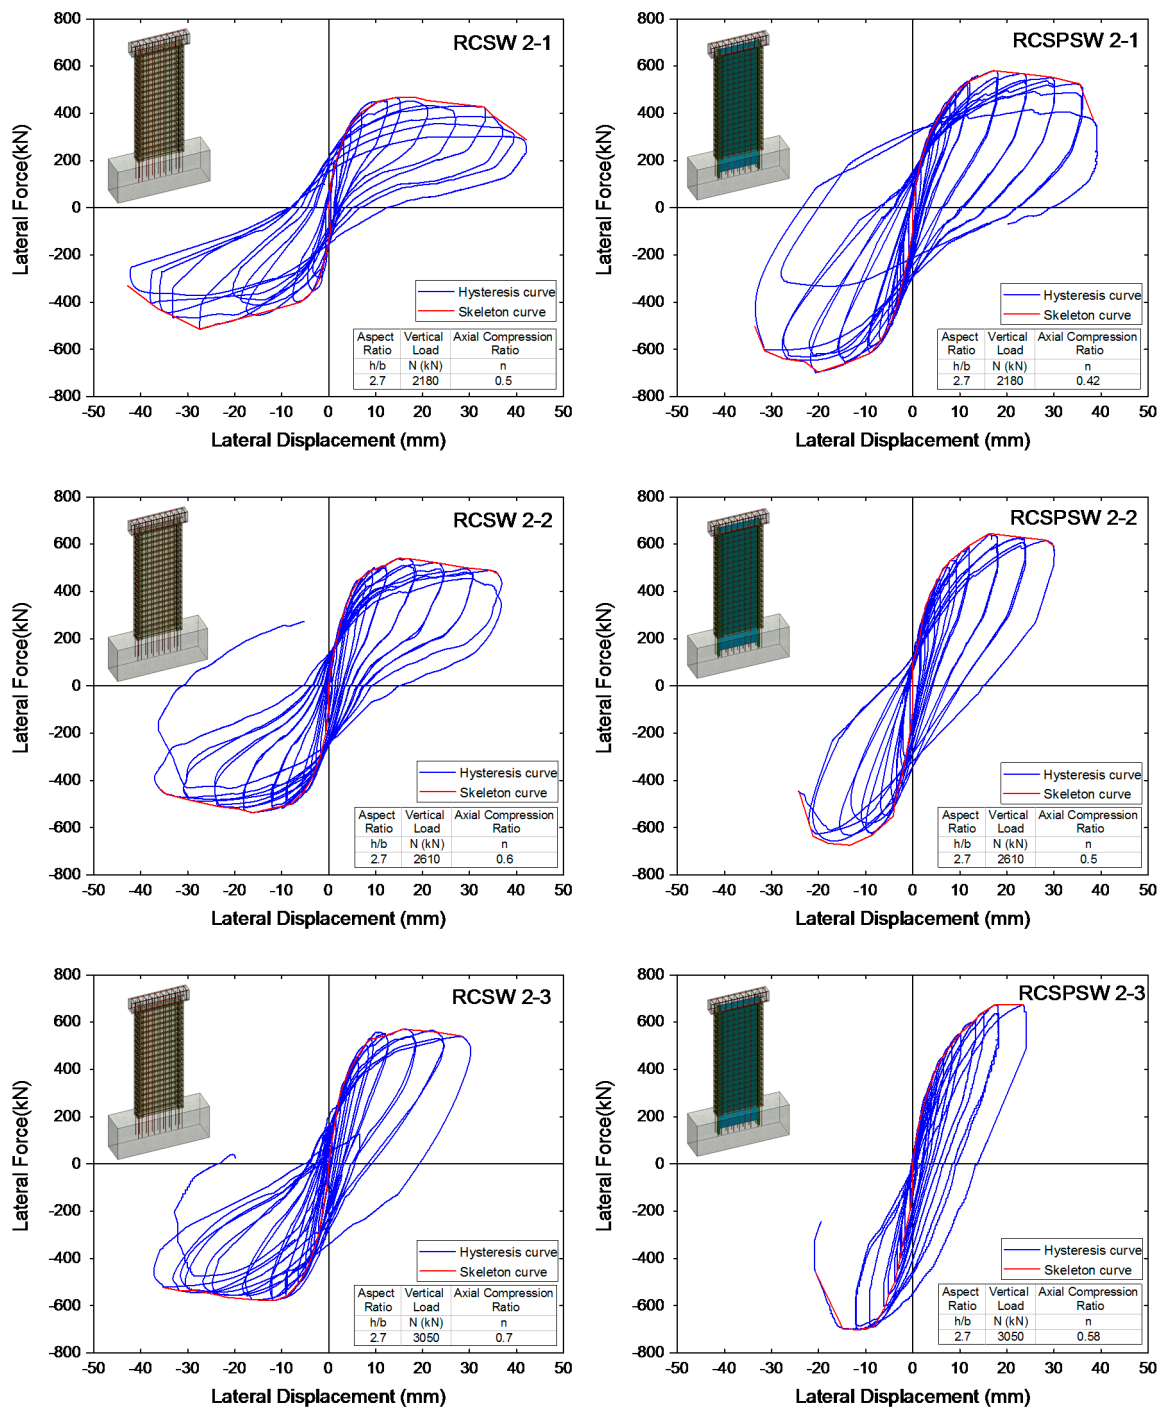 RCSW 2-1
800
600
400
200
0
-200
-400
-600
-800
Lateral Force(kN)
-50 -40 -30 -20 -10 0 10 20 30 40 50
Lateral Displacement (mm)
Hysteresis curve
Skeleton curve
Aspect Ratio Vertical Load Axial Compression Ratio
h/b N (kN) n
2.7 2180 0.5
RCSPSW 2-1
800
600
400
200
0
-200
-400
-600
-800
Lateral Force(kN)
-50 -40 -30 -20 -10 0 10 20 30 40 50
Lateral Displacement (mm)
Hysteresis curve
Skeleton curve
Aspect Ratio Vertical Load Axial Compression Ratio
h/b N (kN) n
2.7 2180 0.42
RCSW 2-2
800
600
400
200
0
-200
-400
-600
-800
Lateral Force(kN)
-50 -40 -30 -20 -10 0 10 20 30 40 50
Lateral Displacement (mm)
Hysteresis curve
Skeleton curve
Aspect Ratio Vertical Load Axial Compression Ratio
h/b N (kN) n
2.7 2610 0.6
RCSPSW 2-2
800
600
400
200
0
-200
-400
-600
-800
Lateral Force(kN)
-50 -40 -30 -20 -10 0 10 20 30 40 50
Lateral Displacement (mm)
Hysteresis curve
Skeleton curve
Aspect Ratio Vertical Load Axial Compression Ratio
h/b N (kN) n
2.7 2610 0.5
RCSW 2-3
800
600
400
200
0
-200
-400
-600
-800
Lateral Force(kN)
-50 -40 -30 -20 -10 0 10 20 30 40 50
Lateral Displacement (mm)
Hysteresis curve
Skeleton curve
Aspect Ratio Vertical Load Axial Compression Ratio
h/b N (kN) n
2.7 3050 0.7
RCSPSW 2-3
800
600
400
200
0
-200
-400
-600
-800
Lateral Force(kN)
-50 -40 -30 -20 -10 0 10 20 30 40 50
Lateral Displacement (mm)
Hysteresis curve
Skeleton curve
Aspect Ratio Vertical Load Axial Compression Ratio
h/b N (kN) n
2.7 3050 0.58